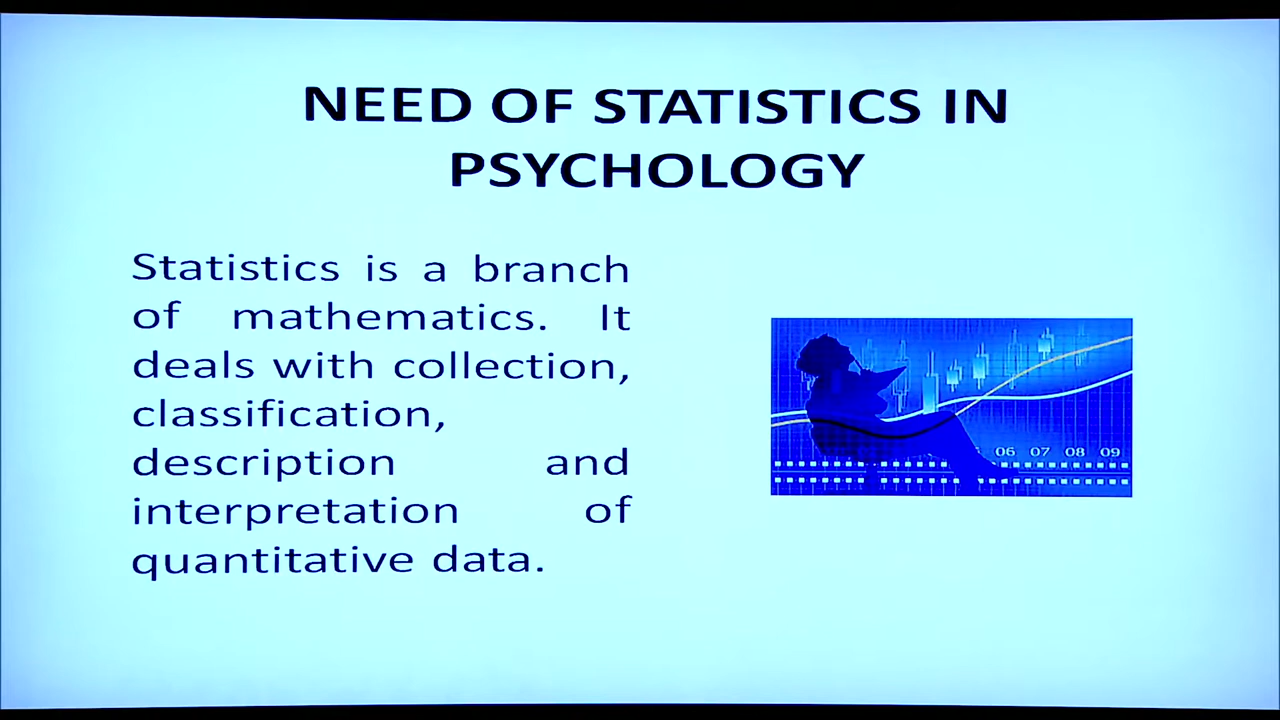 NEED OF STATISTICS IN
PSYCHOLOGY
Statistics is a branch
of mathematics. It
deals with collection,
classification,
description and
interpretation of
quantitative data.
06 07 08 09